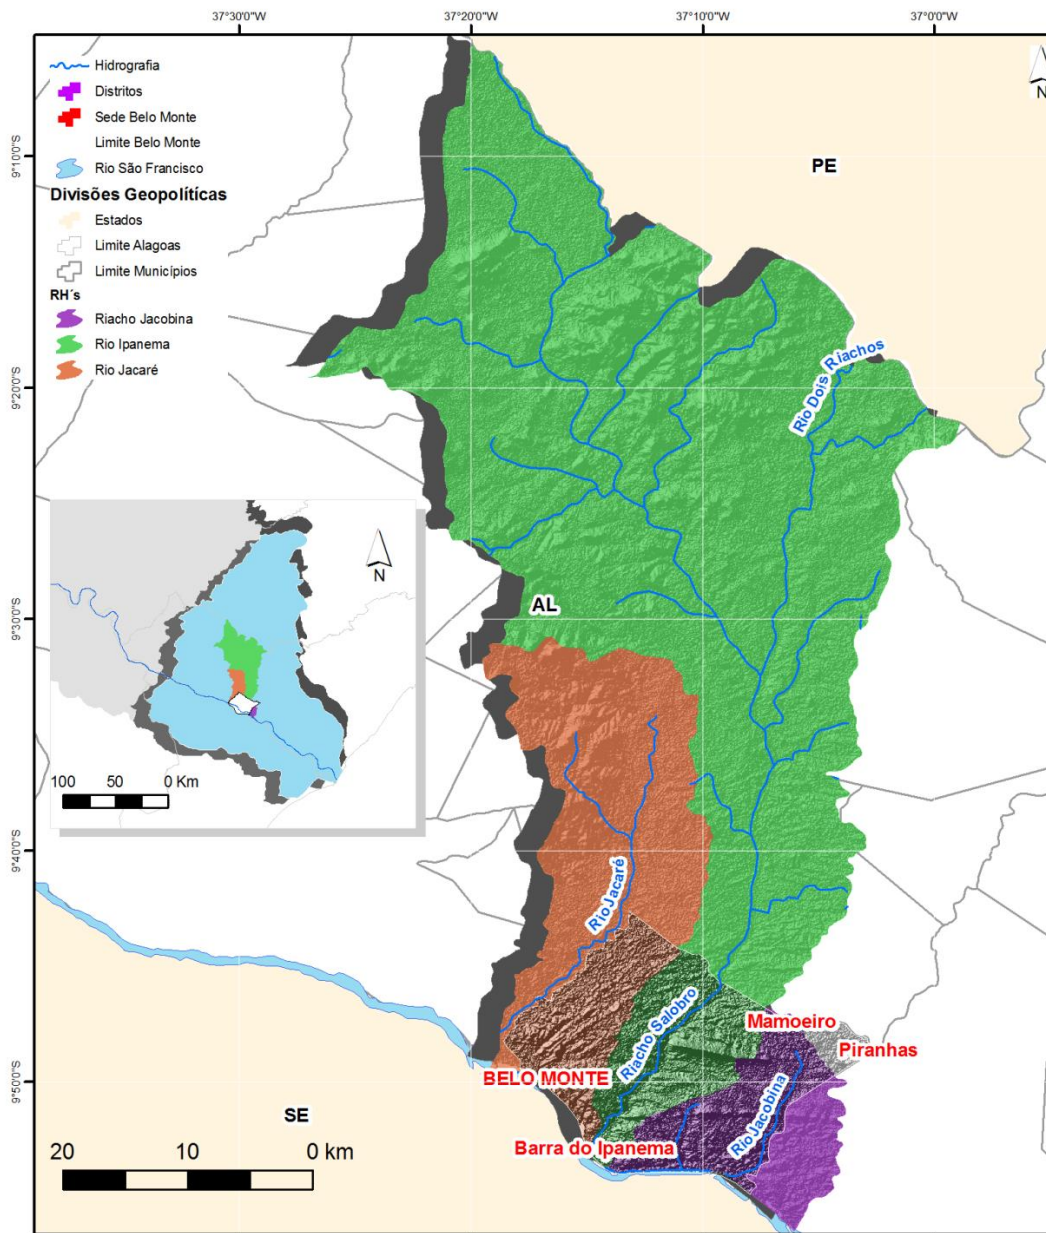 37°30'0"W
37°20'0"W
37°10'0"W
37°0'0"W
Hidrografia
Distritos
Sede Belo Monte
Limite Belo Monte
Rio São Francisco
Divisões Geopolíticas
Estados
Limite Alagoas
Limite Municípios
RH´s
Riacho Jacobina
Rio Ipanema
Rio Jacaré
N
PE
9°10'0"S
9°20'0"S
Rio Dois Riachos
N
100 50 0 Km
AL
9°30'0"S
9°40'0"S
Rio Jacaré
Riacho Salobro
Mamoeiro
Piranhas
9°50'0"S
BELO MONTE
Rio Jacobina
SE
Barra do Ipanema
20 10 0 km